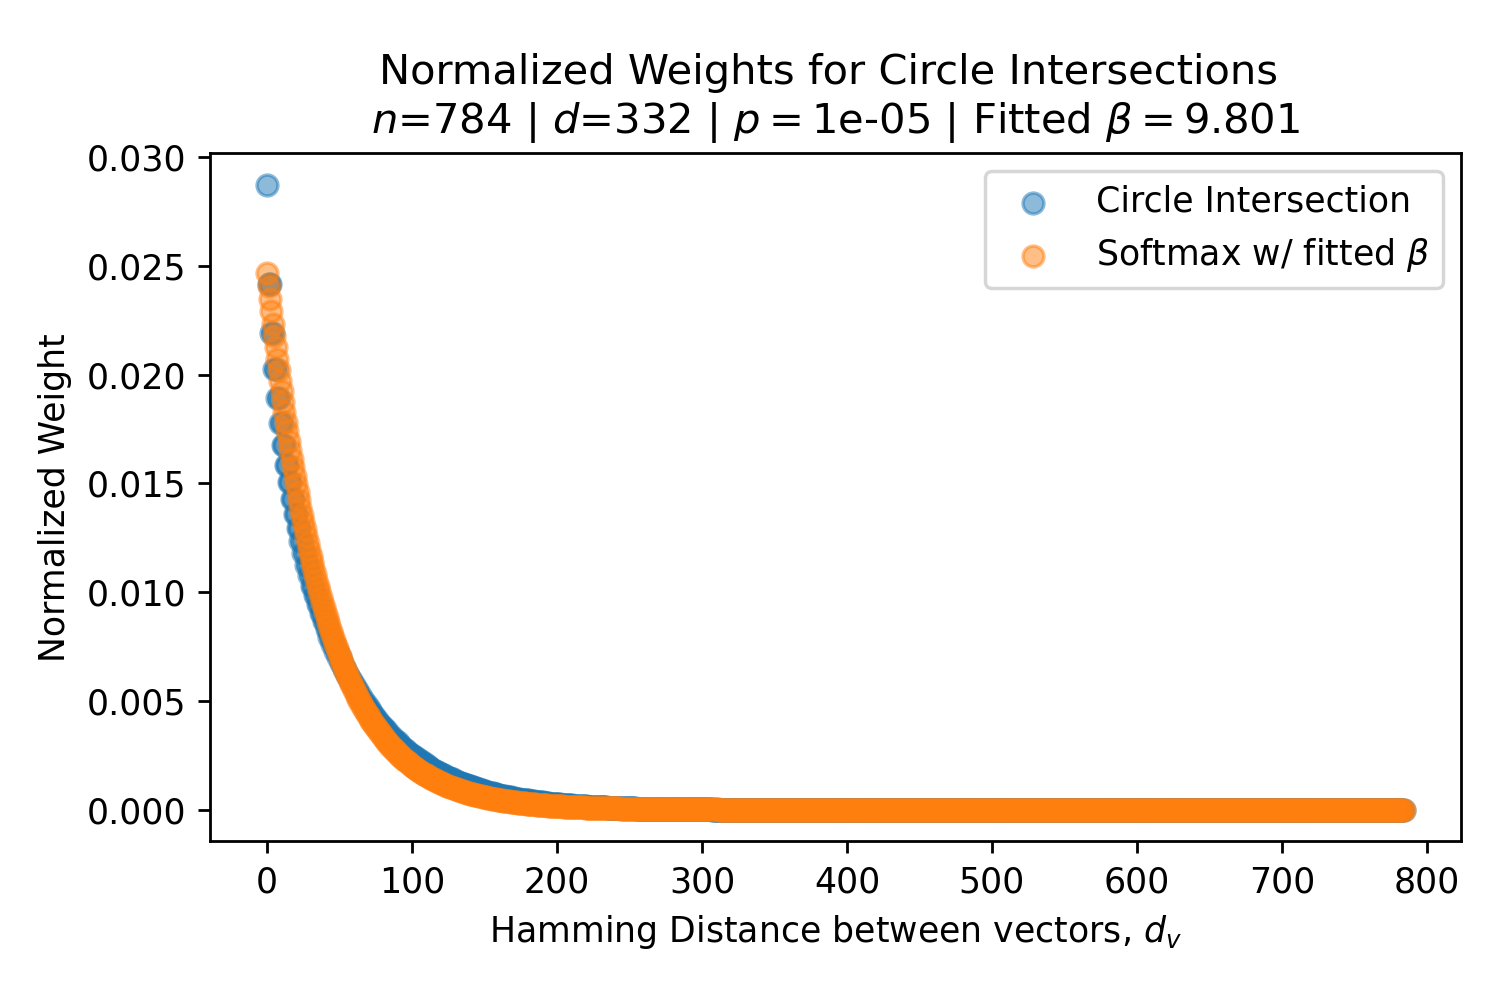 Normalized Weights for Circle Intersections
n=784 | d=332 | p = 1e-05 | Fitted β = 9.801
Circle Intersection
Softmax w/ fitted β
Normalized Weight
0.030
0.025
0.020
0.015
0.010
0.005
0.000
0 100 200 300 400 500 600 700 800
Hamming Distance between vectors, dᵥ